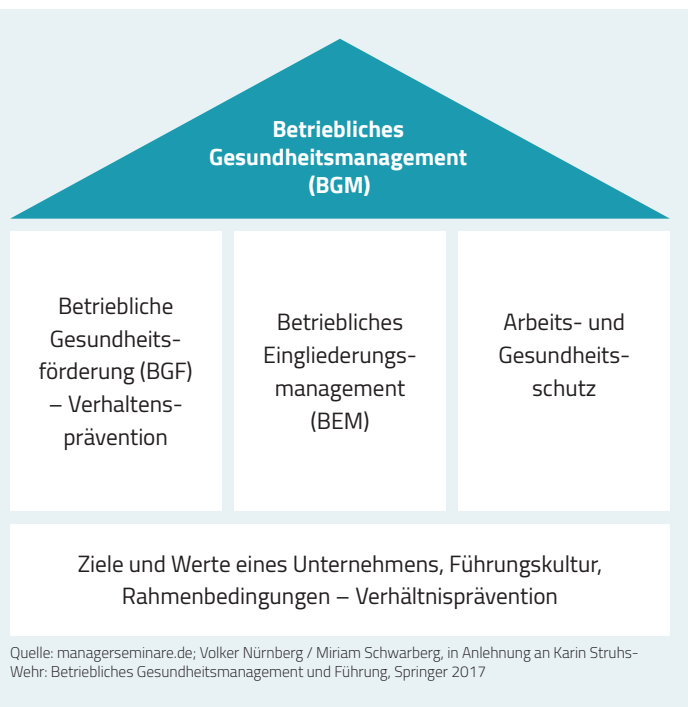 Betriebliches
Gesundheitsmanagement
(BGM)
Betriebliche
Gesundheits-
förderung (BGF)
– Verhaltens-
prävention
Betriebliches
Eingliederungs-
management
(BEM)
Arbeits- und
Gesundheits-
schutz
Ziele und Werte eines Unternehmens, Führungskultur,
Rahmenbedingungen – Verhältnisprävention
Quelle: managerseminare.de; Volker Nürnberg / Miriam Schwarberg, in Anlehnung an Karin Struhs-
Wehr: Betriebliches Gesundheitsmanagement und Führung, Springer 2017